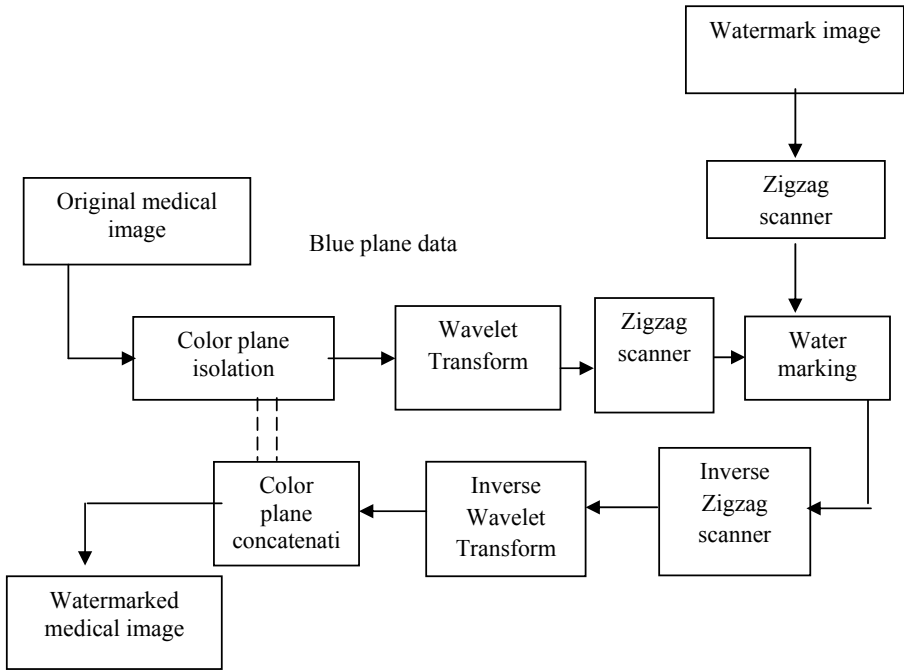 Watermark image
Zigzag
scanner
Original medical
image
Blue plane data
Color plane
isolation
Wavelet
Transform
Zigzag
scanner
Water
marking
Color
plane
concatenati
Inverse
Wavelet
Transform
Inverse
Zigzag
scanner
Watermarked
medical image